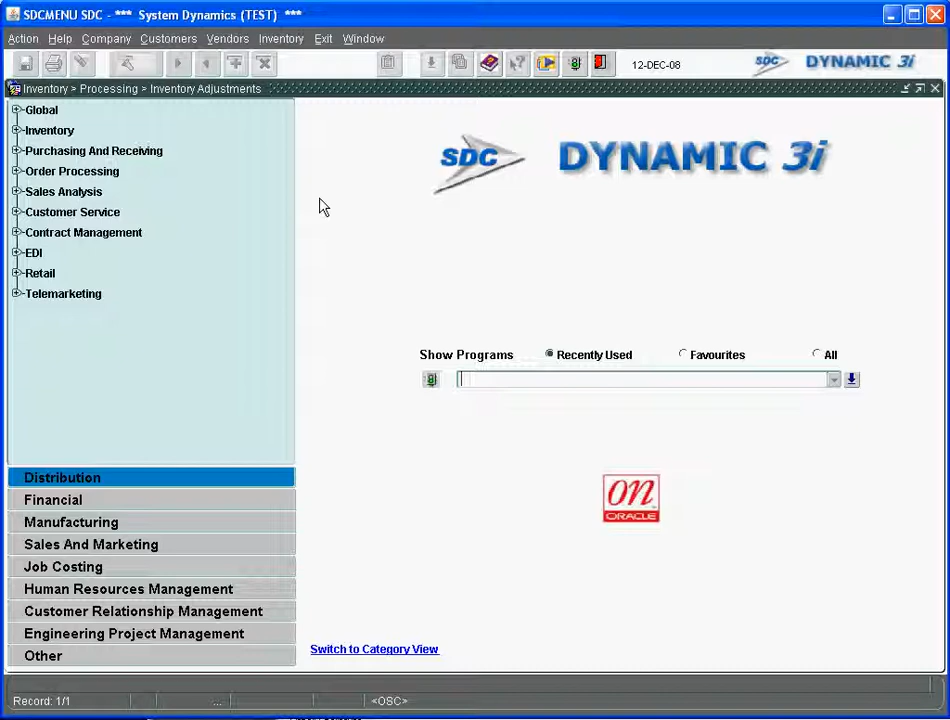 SDCMENU SDC - *** System Dynamics (TEST) ***
Action Help Company Customers Vendors Inventory Exit Window
12-DEC-08 SDC DYNAMIC 3i
Inventory > Processing > Inventory Adjustments
Global
Inventory
Purchasing And Receiving
Order Processing
Sales Analysis
Customer Service
Contract Management
EDI
Retail
Telemarketing
SDC DYNAMIC 3i
Show Programs Recently Used Favourites All
Distribution
Financial
Manufacturing
Sales And Marketing
Job Costing
Human Resources Management
Customer Relationship Management
Engineering Project Management
Other
on
ORACLE
Switch to Category View
Record: 1/1 ... <OSC>